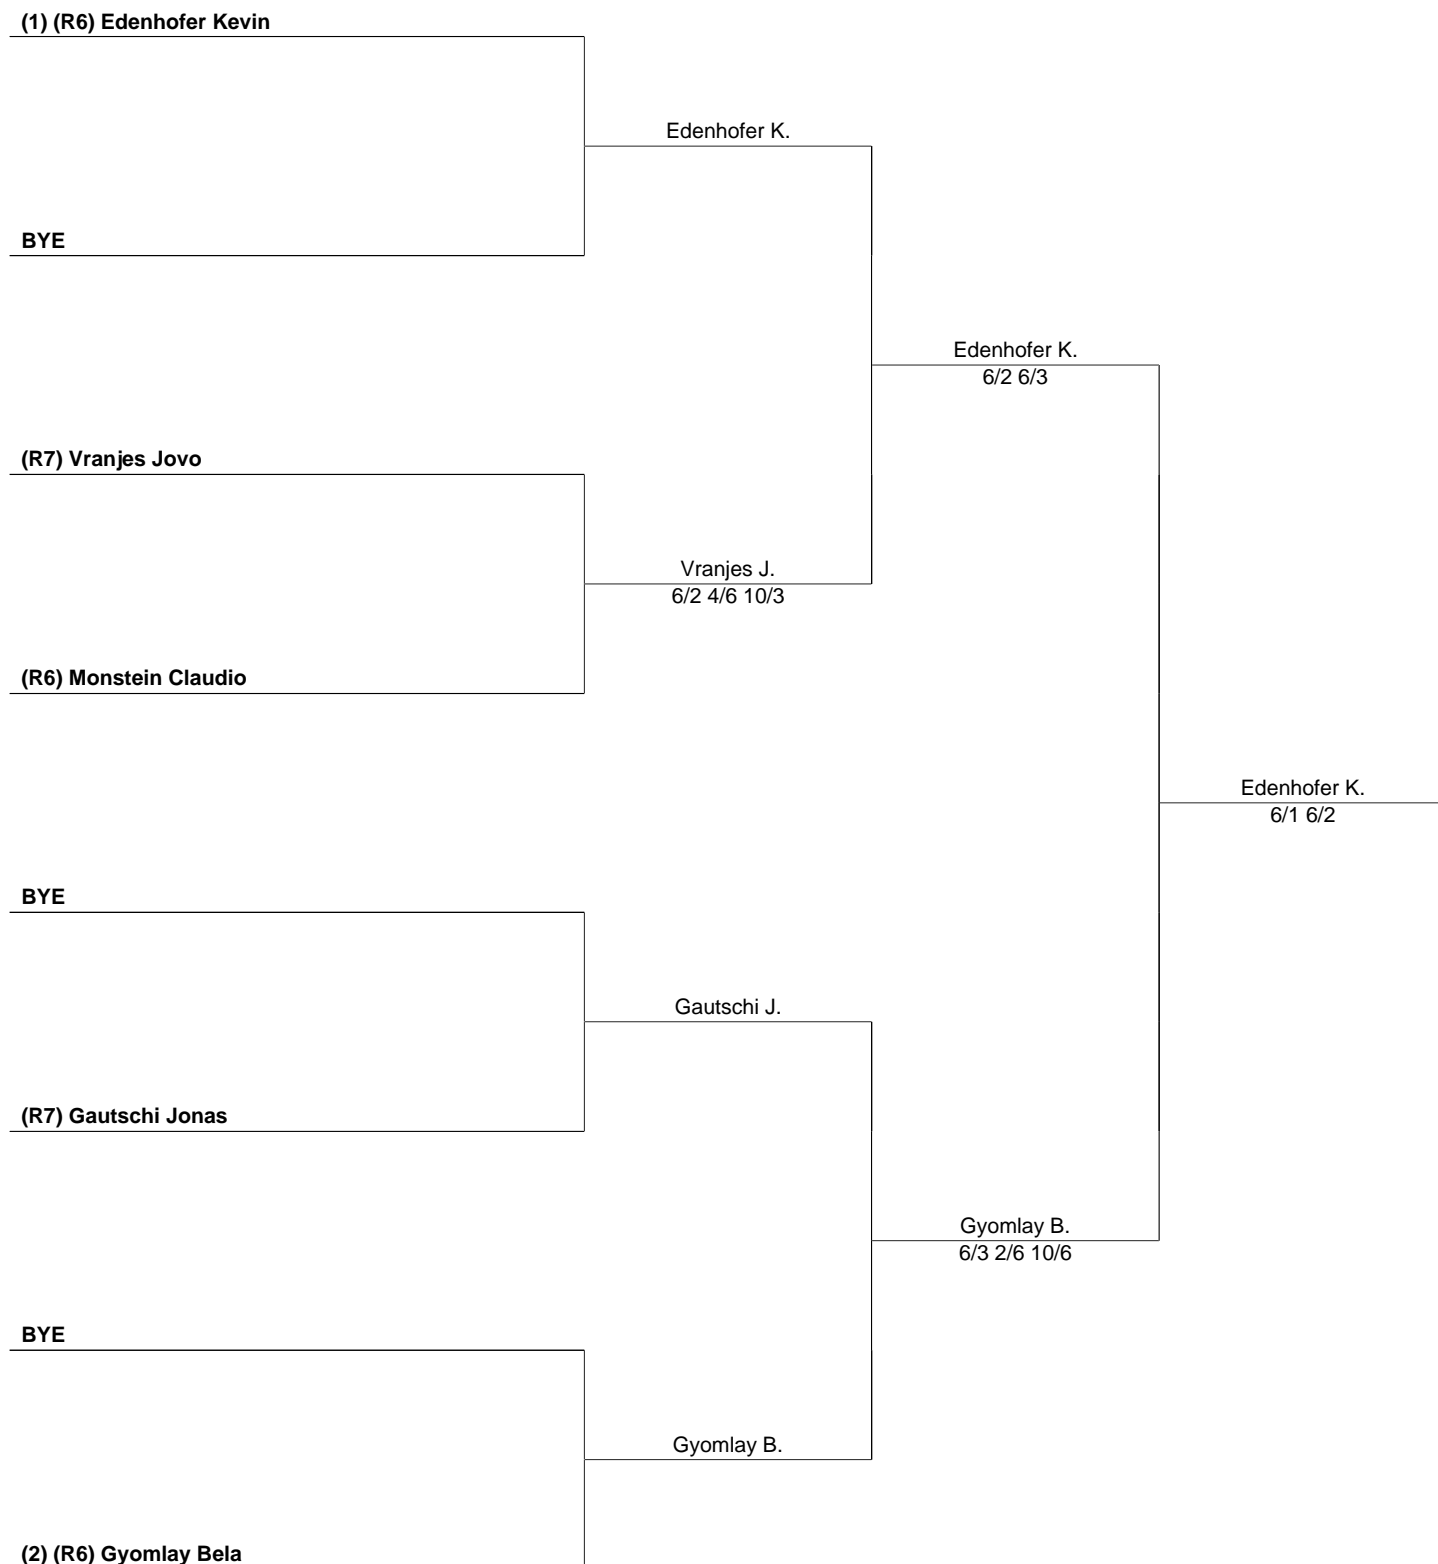 (1) (R6) Edenhofer Kevin
Edenhofer K.
BYE
Edenhofer K.
6/2 6/3
(R7) Vranjes Jovo
Vranjes J.
6/2 4/6 10/3
(R6) Monstein Claudio
Edenhofer K.
6/1 6/2
BYE
Gautschi J.
(R7) Gautschi Jonas
Gyomlay B.
6/3 2/6 10/6
BYE
Gyomlay B.
(2) (R6) Gyomlay Bela